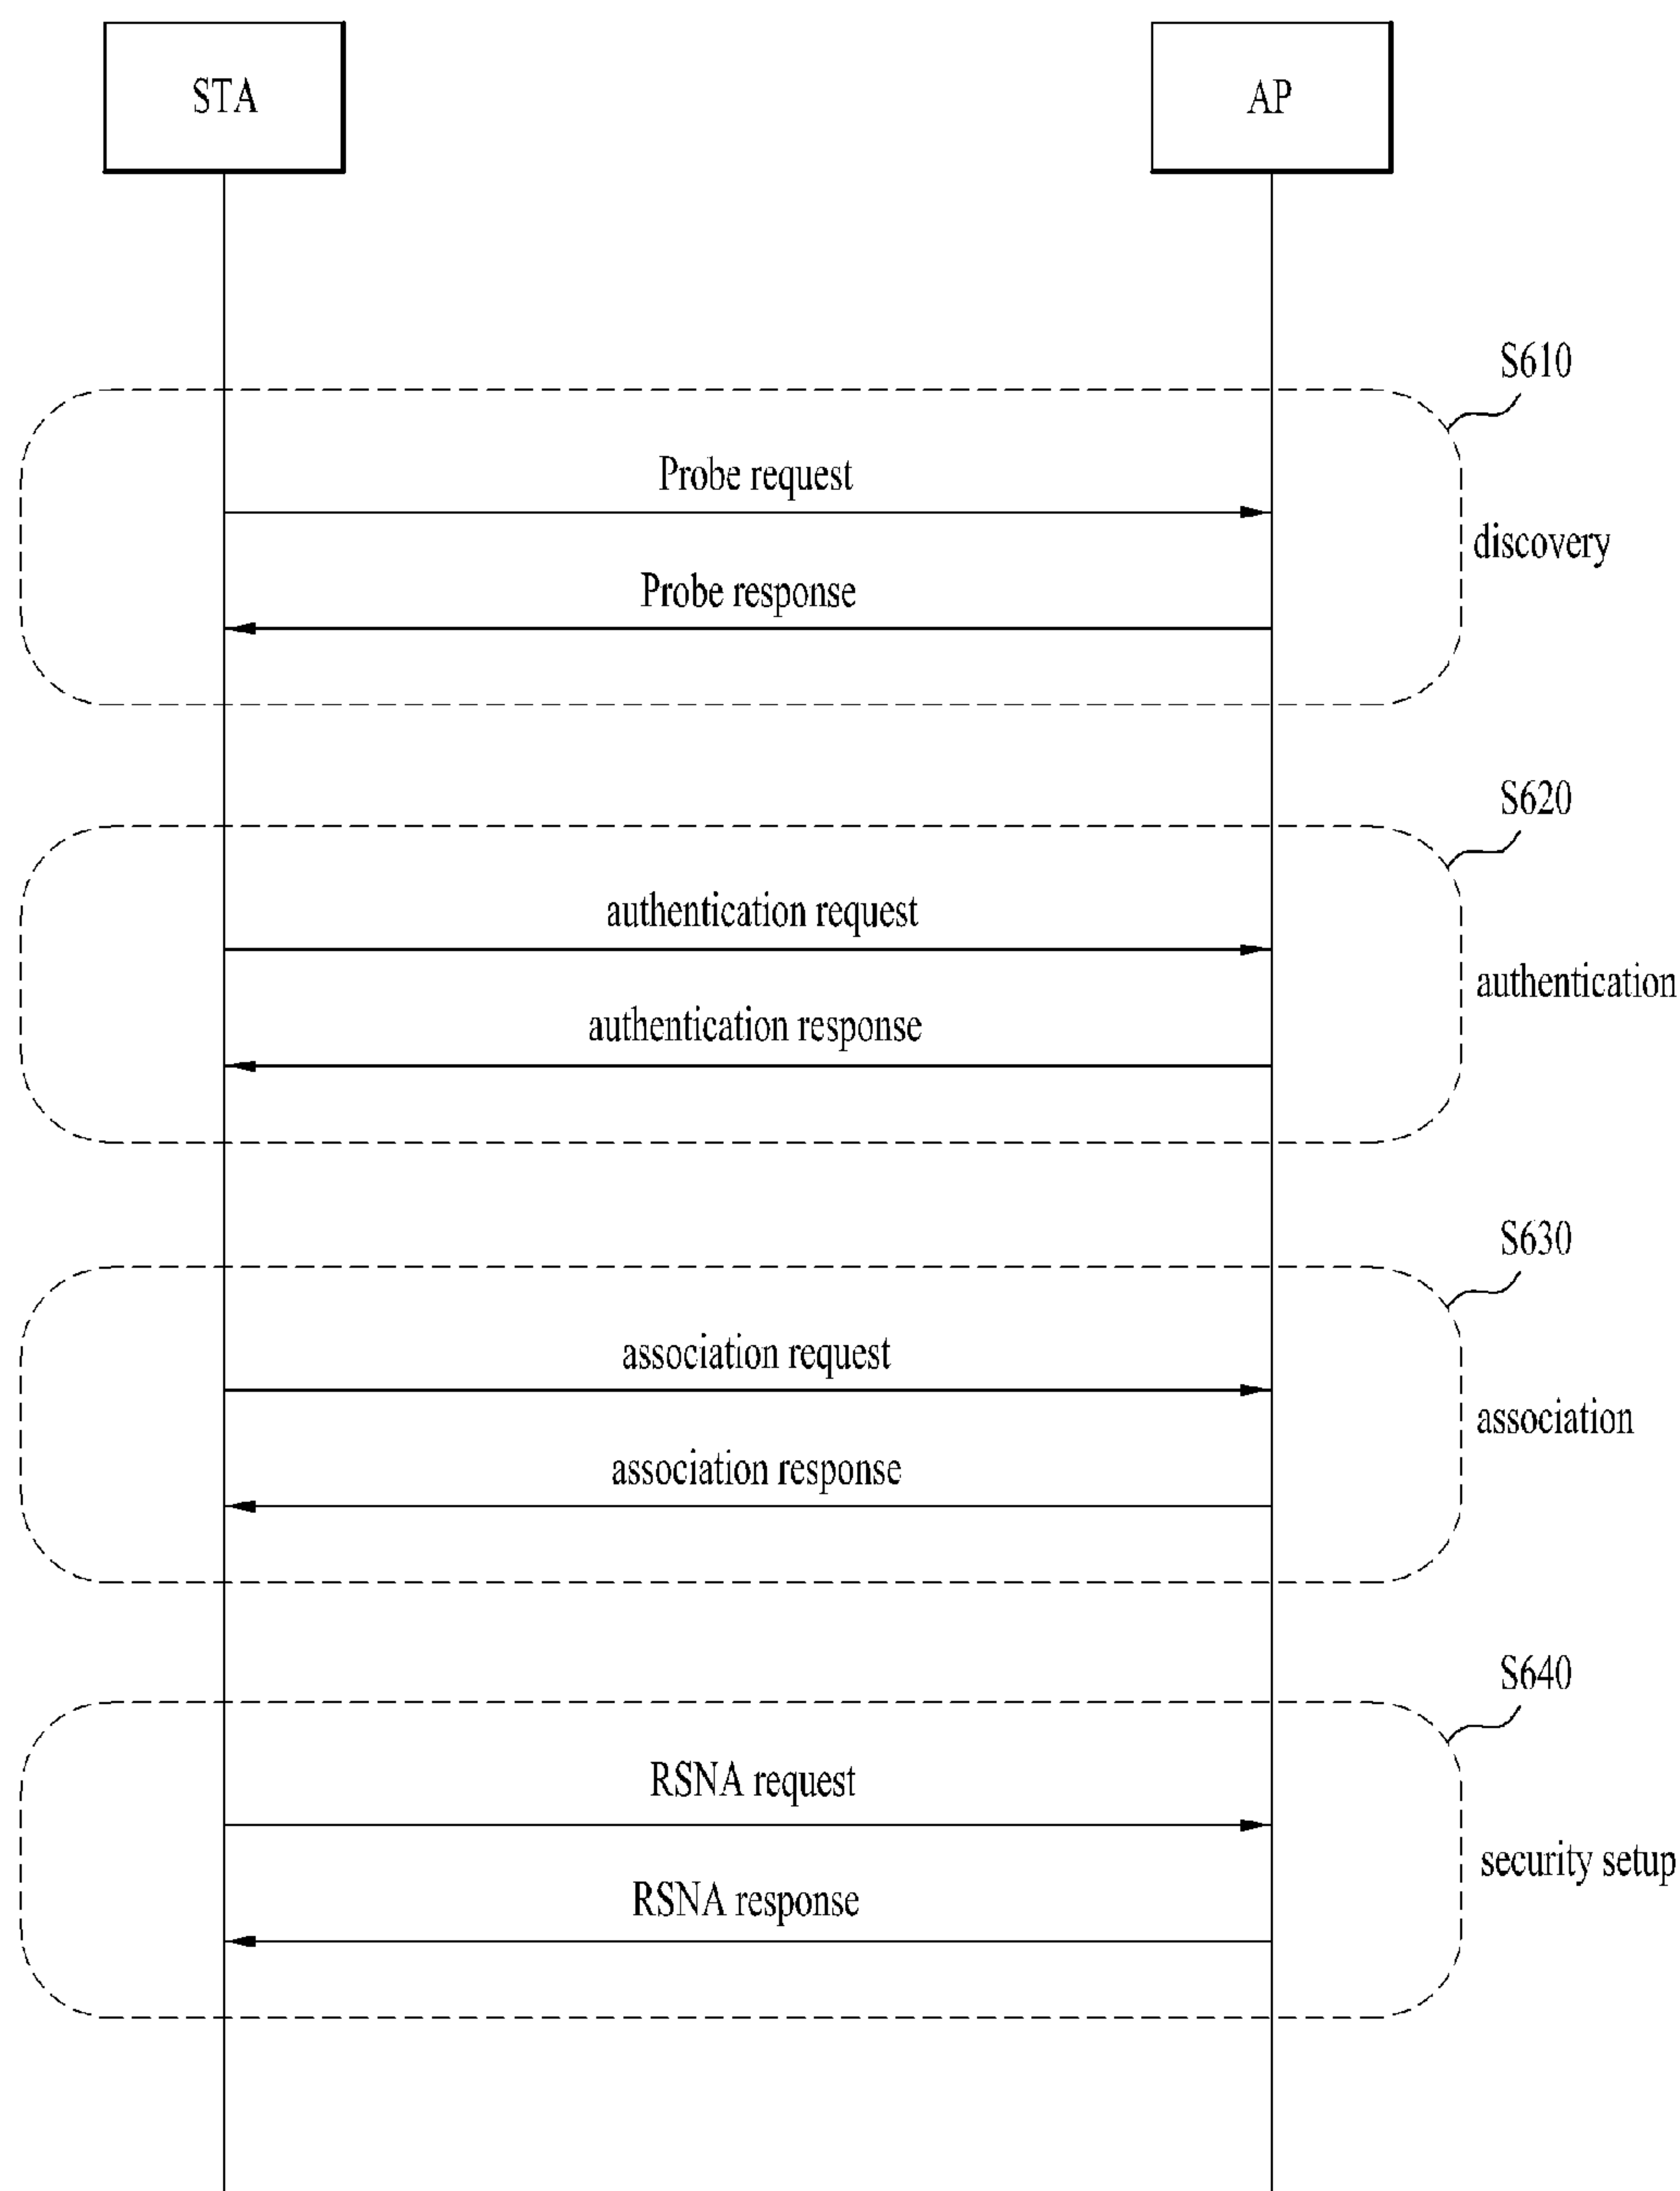 STA
AP
S610
Probe request
discovery
Probe response
S620
authentication request
authentication
authentication response
S630
association request
association
association response
S640
RSNA request
security setup
RSNA response